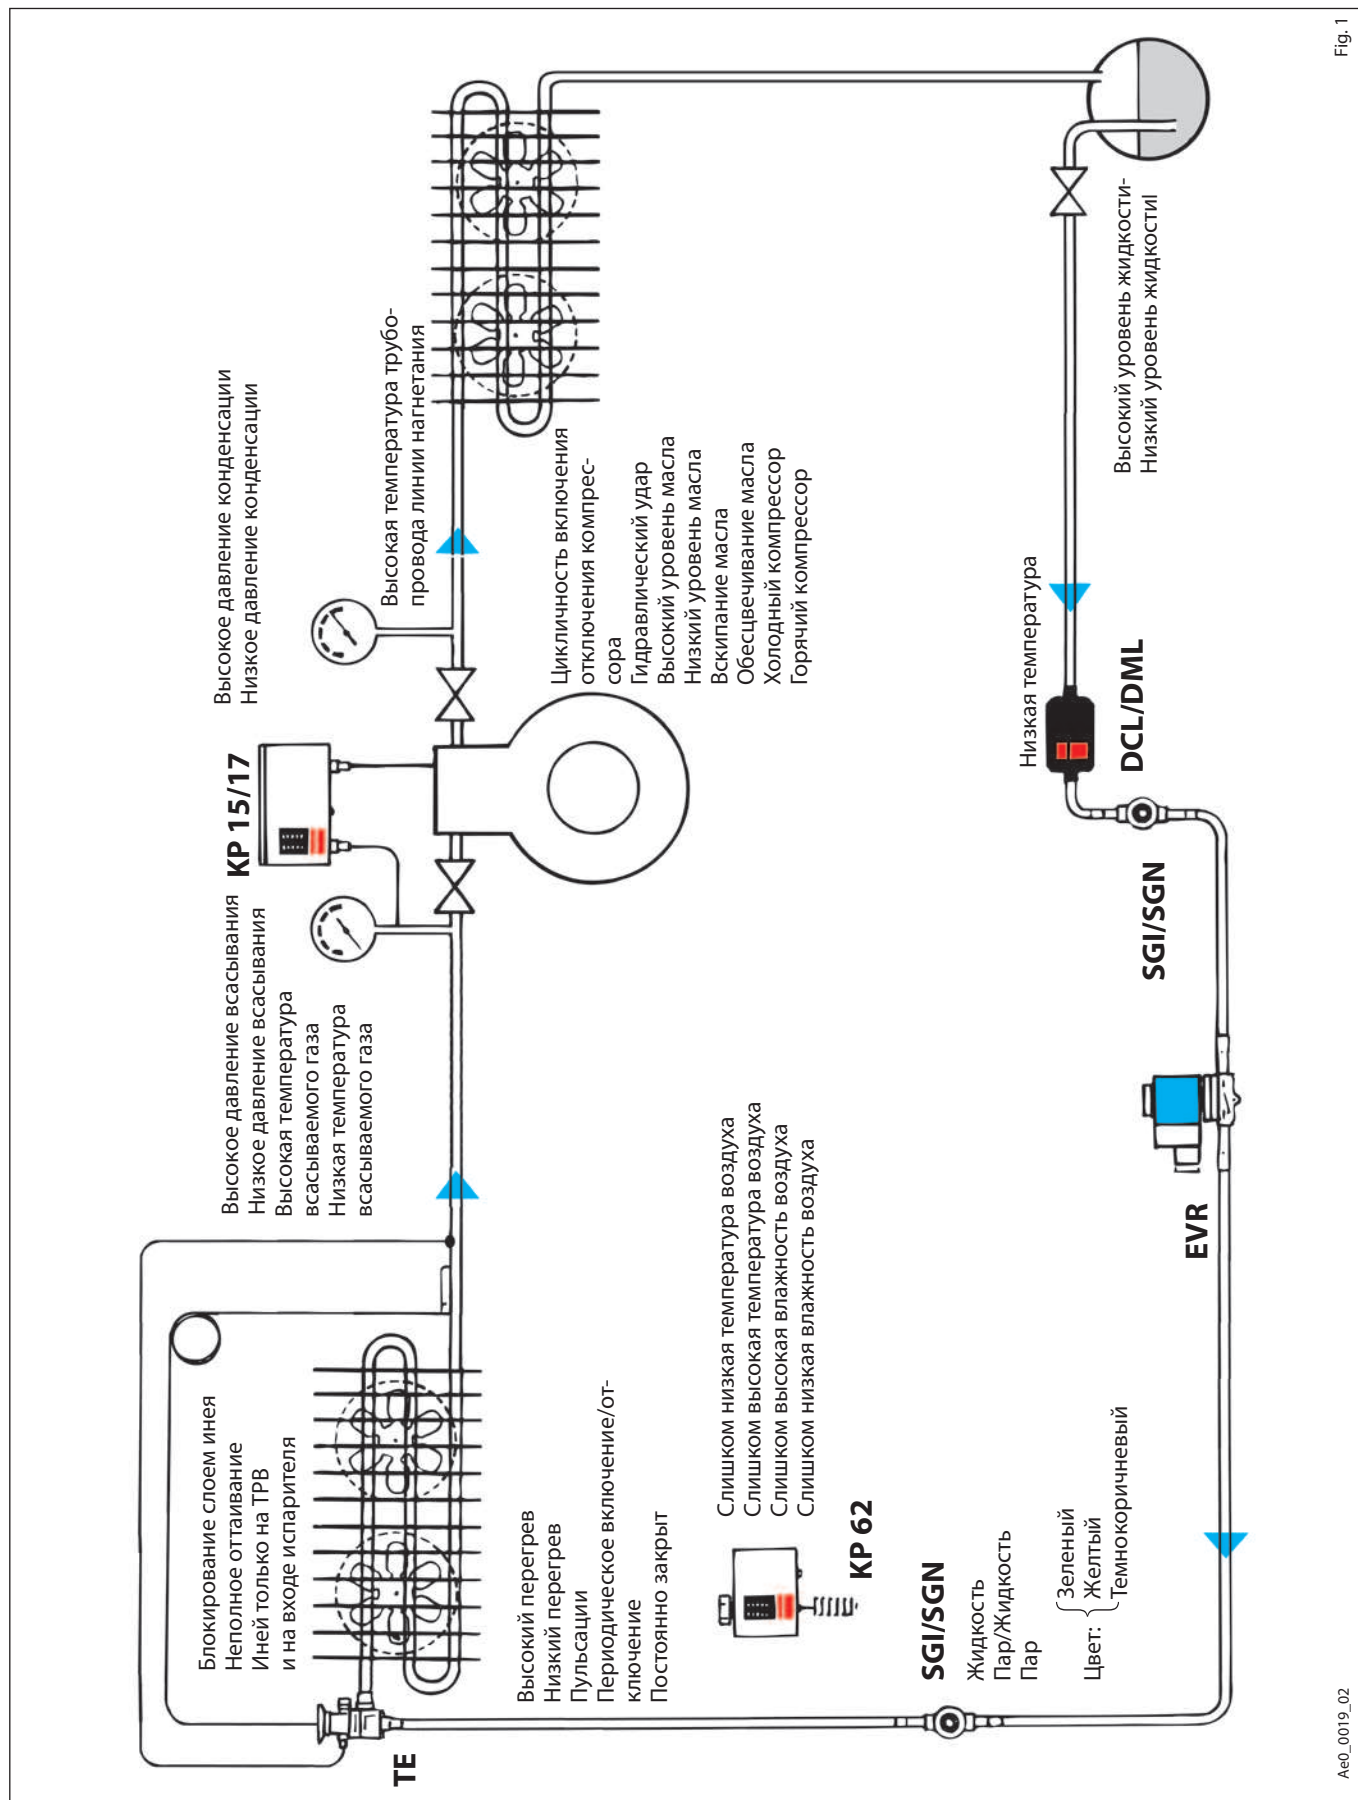 Fig. 1
Высокое давление конденсации
Низкое давление конденсации
Высокая температура трубо-
провода линии нагнетания
KP 15/17
Высокое давление всасывания
Низкое давление всасывания
Высокая температура
всасываемого газа
Низкая температура
всасываемого газа
Цикличность включения
отключения компрес-
сора
Гидравлический удар
Высокий уровень масла
Низкий уровень масла
Вскипание масла
Обесцвечивание масла
Холодный компрессор
Горячий компрессор
Высокий уровень жидкости-
Низкий уровень жидкостиl
Низкая температура
DCL/DML
SGI/SGN
EVR
Блокирование слоем инея
Неполное оттаивание
Иней только на ТРВ
и на входе испарителя
TE
Высокий перегрев
Низкий перегрев
Пульсации
Периодическое включение/от-
ключение
Постоянно закрыт
Слишком низкая температура воздуха
Слишком высокая температура воздуха
Слишком высокая влажность воздуха
Слишком низкая влажность воздуха
KP 62
SGI/SGN
Жидкость
Пар/Жидкость
Пар
Зеленый
Цвет: Желтый
Темнокоричневый
Ae0_0019_02